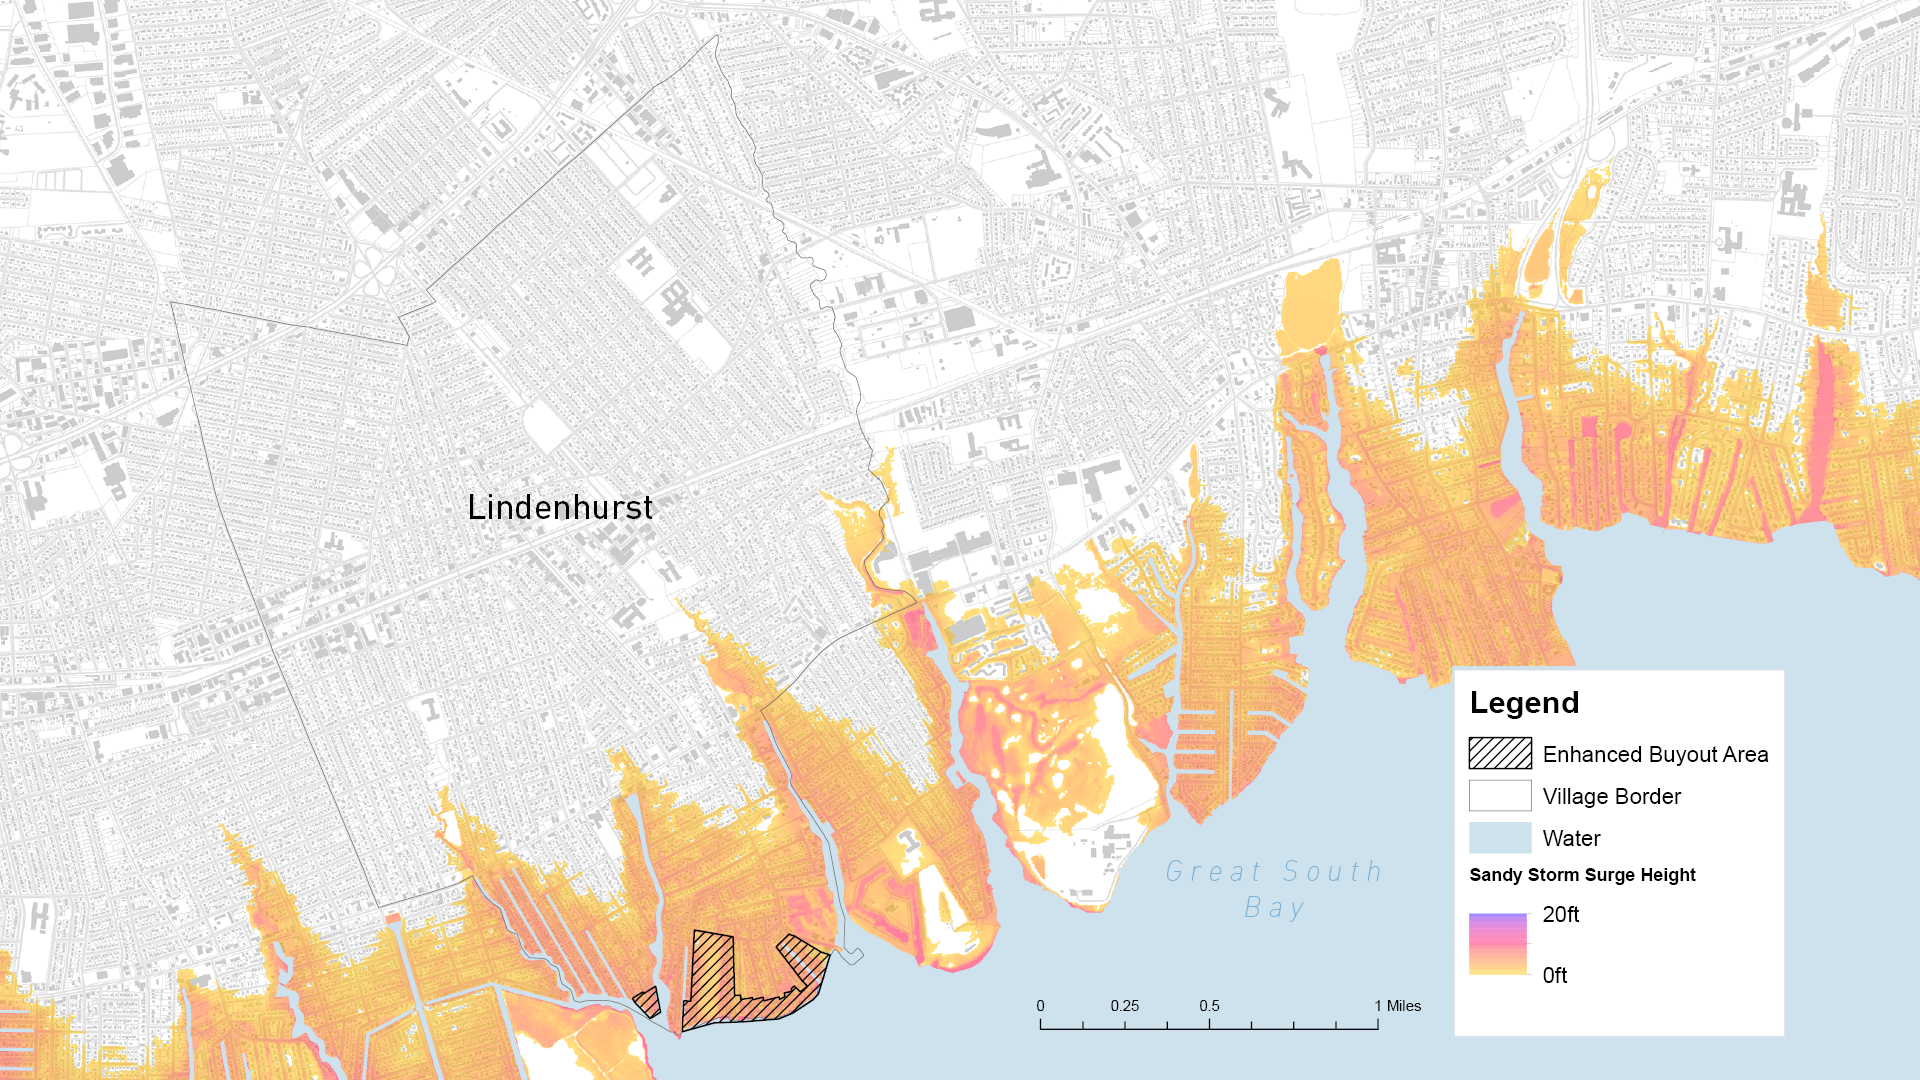 Lindenhurst
Great South
Bay
Legend
Enhanced Buyout Area
Village Border
Water
Sandy Storm Surge Height
20ft
0ft
0 0.25 0.5 1 Miles